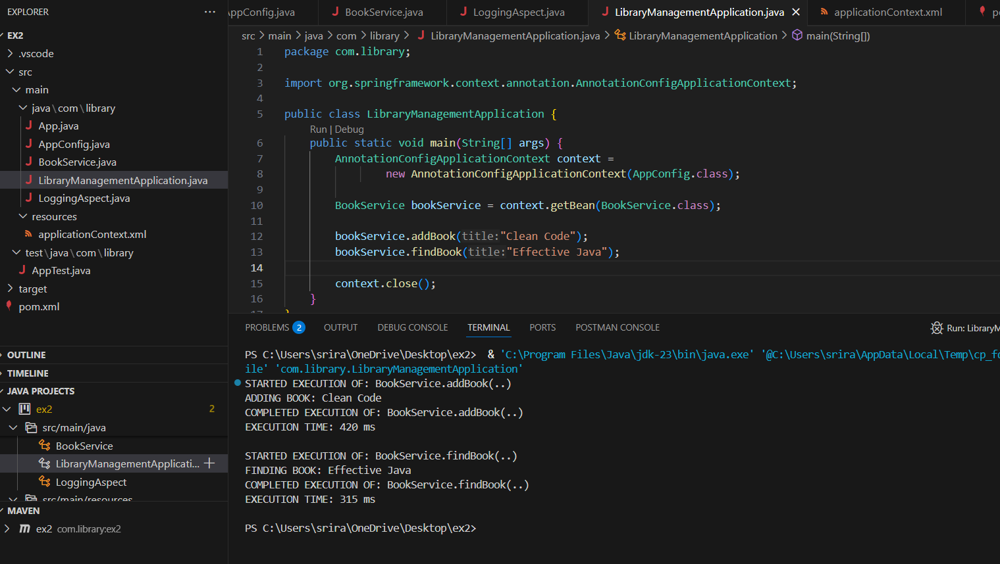 EXPLORER
EX2
.vscode
src
main
java\com\library
App.java
AppConfig.java
BookService.java
LibraryManagementApplication.java
LoggingAspect.java
resources
applicationContext.xml
test\java\com\library
AppTest.java
target
pom.xml
OUTLINE
TIMELINE
JAVA PROJECTS
ex2 2
src/main/java
BookService
LibraryManagementApplicati...
LoggingAspect
src/main/resources
MAVEN
ex2 com.library:ex2
AppConfig.java BookService.java LoggingAspect.java LibraryManagementApplication.java applicationContext.xml
src > main > java > com > library > LibraryManagementApplication.java > LibraryManagementApplication > main(String[])
1 package com.library;
2
3 import org.springframework.context.annotation.AnnotationConfigApplicationContext;
4
5 public class LibraryManagementApplication {
Run | Debug
6 public static void main(String[] args) {
7 AnnotationConfigApplicationContext context =
8 new AnnotationConfigApplicationContext(AppConfig.class);
9
10 BookService bookService = context.getBean(BookService.class);
11
12 bookService.addBook(title:"Clean Code");
13 bookService.findBook(title:"Effective Java");
14
15 context.close();
16 }
17 }
PROBLEMS 2 OUTPUT DEBUG CONSOLE TERMINAL PORTS POSTMAN CONSOLE Run: LibraryM
PS C:\Users\srira\OneDrive\Desktop\ex2> & 'C:\Program Files\Java\jdk-23\bin\java.exe' '@C:\Users\srira\AppData\Local\Temp\cp_
ile' 'com.library.LibraryManagementApplication'
STARTED EXECUTION OF: BookService.addBook(..)
ADDING BOOK: Clean Code
COMPLETED EXECUTION OF: BookService.addBook(..)
EXECUTION TIME: 420 ms
STARTED EXECUTION OF: BookService.findBook(..)
FINDING BOOK: Effective Java
COMPLETED EXECUTION OF: BookService.findBook(..)
EXECUTION TIME: 315 ms
PS C:\Users\srira\OneDrive\Desktop\ex2>